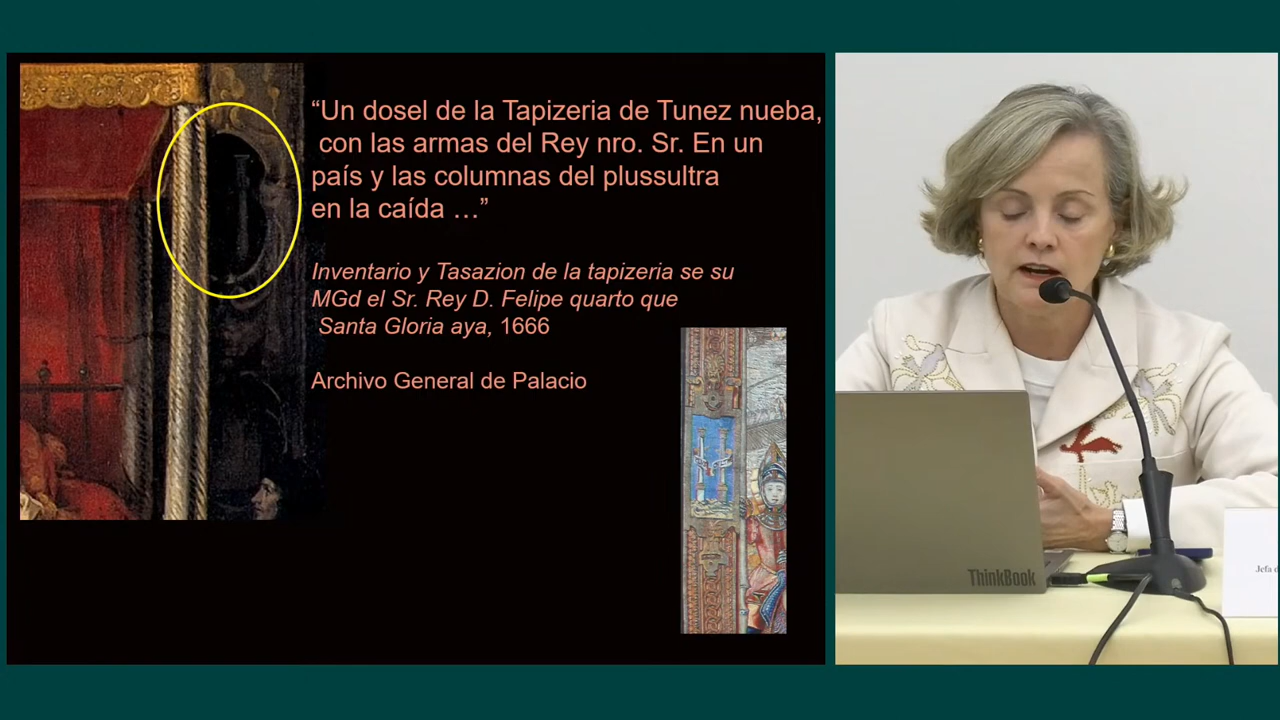 “Un dosel de la Tapizeria de Tunez nueba,
con las armas del Rey nro. Sr. En un
país y las columnas del plussultra
en la caída …”
Inventario y Tasazion de la tapizeria se su
MGd el Sr. Rey D. Felipe quarto que
Santa Gloria aya, 1666
Archivo General de Palacio
ThinkBook
Jefa d